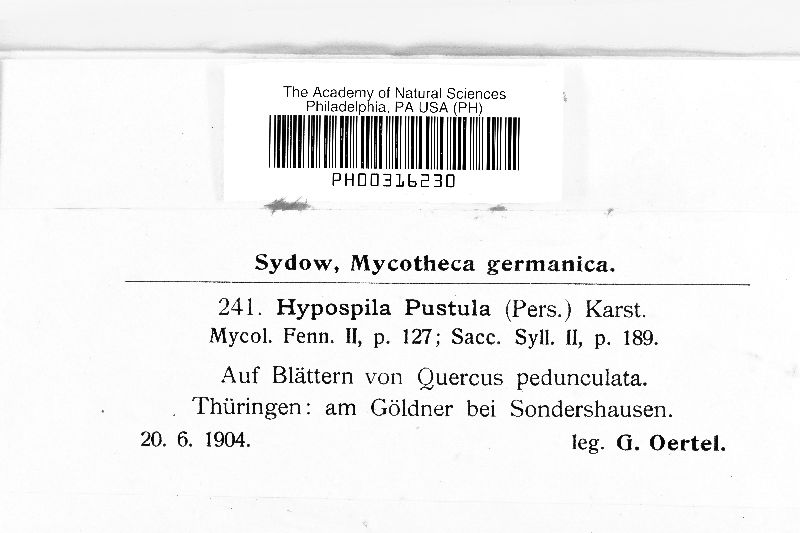 The Academy of Natural Sciences
Philadelphia, PA USA (PH)
PH00316230
Sydow, Mycotheca germanica.
241. Hypospila Pustula (Pers.) Karst.
Mycol. Fenn. II, p. 127; Sacc. Syll. II, p. 189.
Auf Blättern von Quercus pedunculata.
Thüringen: am Göldner bei Sondershausen.
20. 6. 1904. leg. G. Oertel.